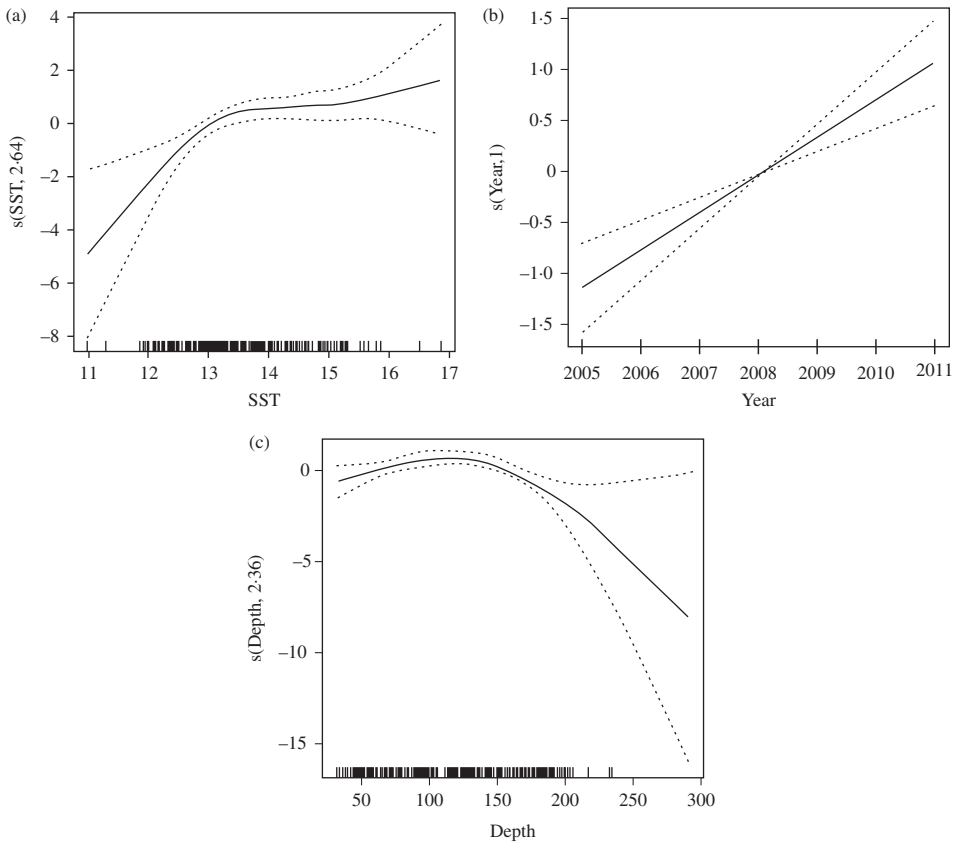 (a)
4
2
0
–2
–4
–6
–8
s(SST, 2·64)
11 12 13 14 15 16 17
SST
(b)
1·5
1·0
0·5
0
–0·5
–1·0
–1·5
s(Year,1)
2005 2006 2007 2008 2009 2010 2011
Year
(c)
0
–5
–10
–15
s(Depth, 2·36)
50 100 150 200 250 300
Depth